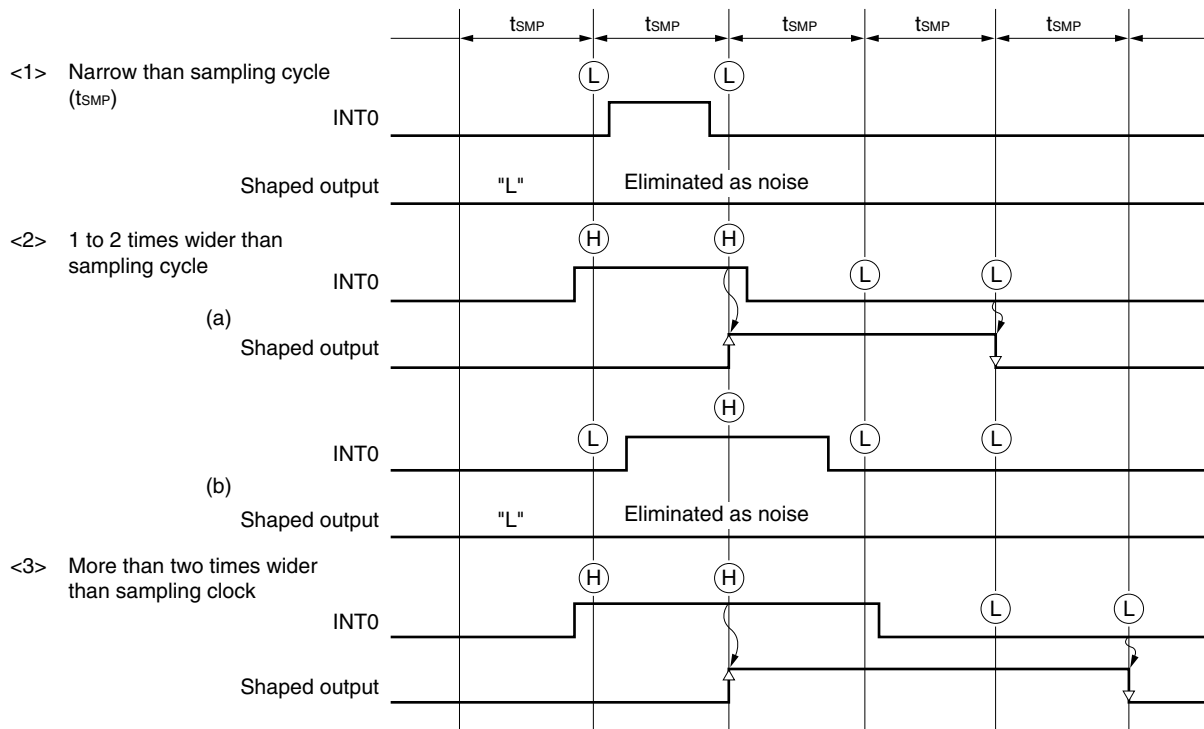 tSMP tSMP tSMP tSMP tSMP
<1> Narrow than sampling cycle
(tSMP)
L L
INT0
Shaped output "L" Eliminated as noise
<2> 1 to 2 times wider than
sampling cycle
H H
INT0 L L
(a)
Shaped output
H
INT0 L L L
(b)
Shaped output "L" Eliminated as noise
<3> More than two times wider
than sampling clock
H H
INT0 L L
Shaped output